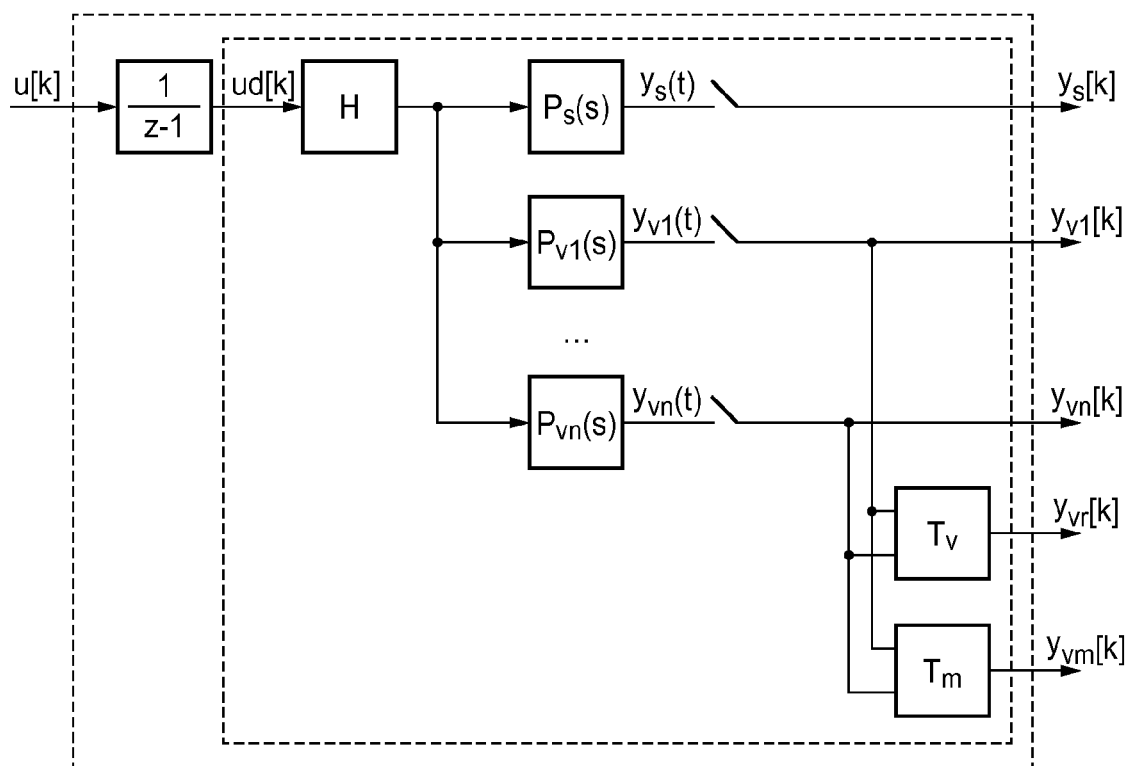 u[k] 1 ud[k] H Pₛ(s) yₛ(t) yₛ[k]
z-1
Pᵥ₁(s) yᵥ₁(t) yᵥ₁[k]
...
Pᵥₙ(s) yᵥₙ(t) yᵥₙ[k]
Tᵥ yᵥᵣ[k]
Tₘ yᵥₘ[k]